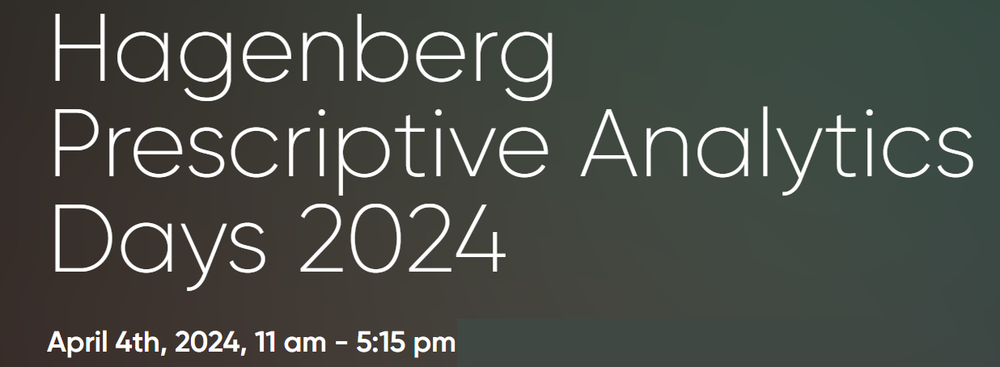 Hagenberg
Prescriptive Analytics
Days 2024
April 4th, 2024, 11 am - 5:15 pm